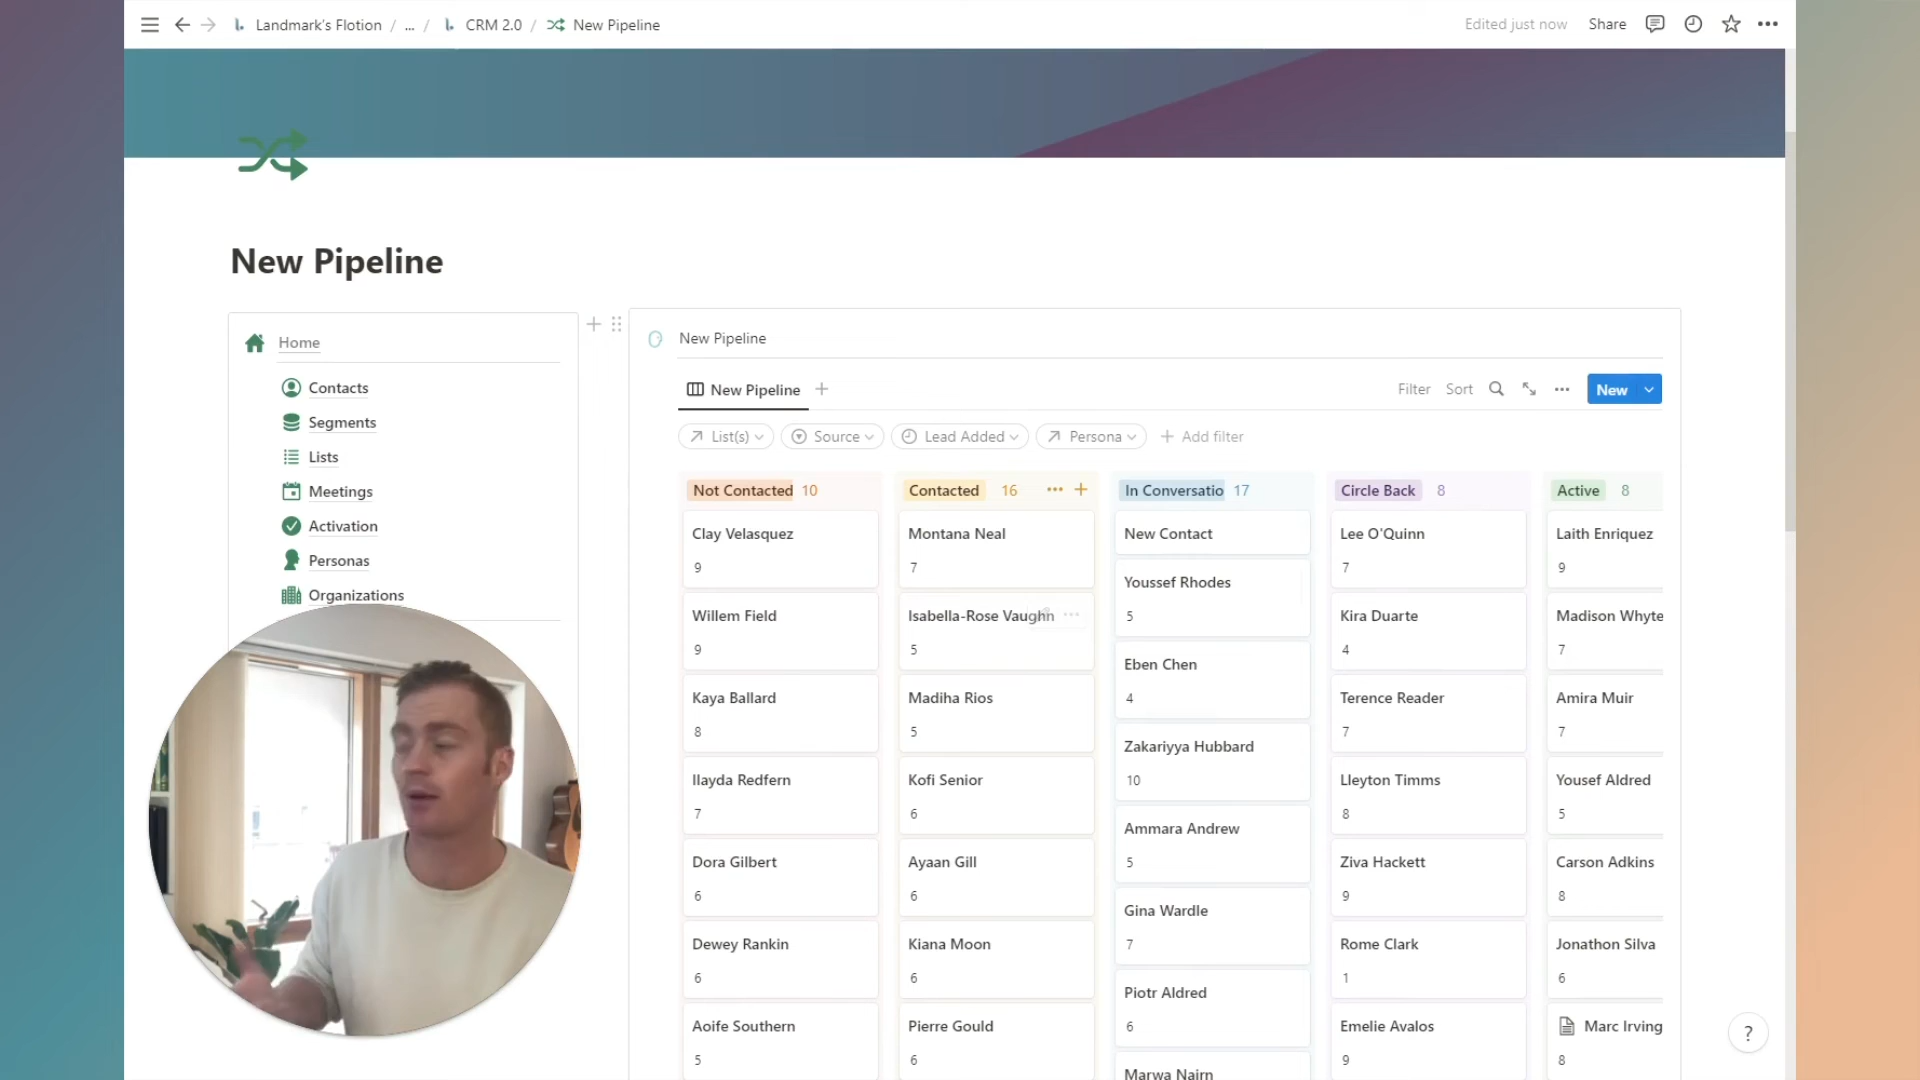 Landmark's Flotion / ... / CRM 2.0 / New Pipeline
Edited just now Share
New Pipeline
Home
Contacts
Segments
Lists
Meetings
Activation
Personas
Organizations
New Pipeline
New Pipeline
Filter Sort New
List(s) Source Lead Added Persona Add filter
Not Contacted 10
Clay Velasquez
9
Willem Field
9
Kaya Ballard
8
Ilayda Redfern
7
Dora Gilbert
6
Dewey Rankin
6
Aoife Southern
5
Contacted 16
Montana Neal
7
Isabella-Rose Vaughn
5
Madiha Rios
5
Kofi Senior
6
Ayaan Gill
6
Kiana Moon
6
Pierre Gould
6
In Conversatio 17
New Contact
Youssef Rhodes
5
Eben Chen
4
Zakariyya Hubbard
10
Ammara Andrew
5
Gina Wardle
7
Piotr Aldred
6
Marwa Nairn
Circle Back 8
Lee O'Quinn
7
Kira Duarte
4
Terence Reader
7
Lleyton Timms
8
Ziva Hackett
9
Rome Clark
1
Emelie Avalos
9
Active 8
Laith Enriquez
9
Madison Whyte
7
Amira Muir
7
Yousef Aldred
5
Carson Adkins
8
Jonathon Silva
6
Marc Irving
8
?